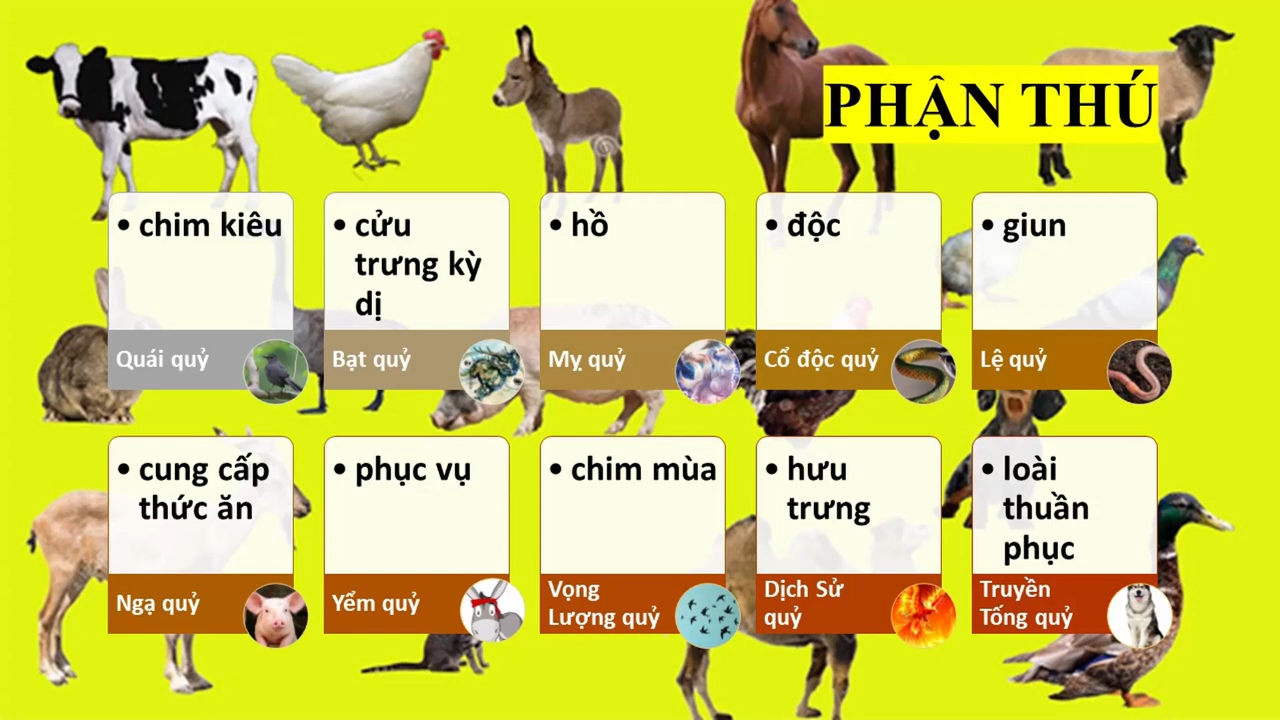 PHẬN THÚ
• chim kiêu
Quái quỷ
• cửu
trưng kỳ
dị
Bạt quỷ
• hồ
Mỵ quỷ
• độc
Cổ độc quỷ
• giun
Lệ quỷ
• cung cấp
thức ăn
Ngạ quỷ
• phục vụ
Yểm quỷ
• chim mùa
Vọng
Lượng quỷ
• hưu
trưng
Dịch Sử
quỷ
• loài
thuần
phục
Truyền
Tống quỷ